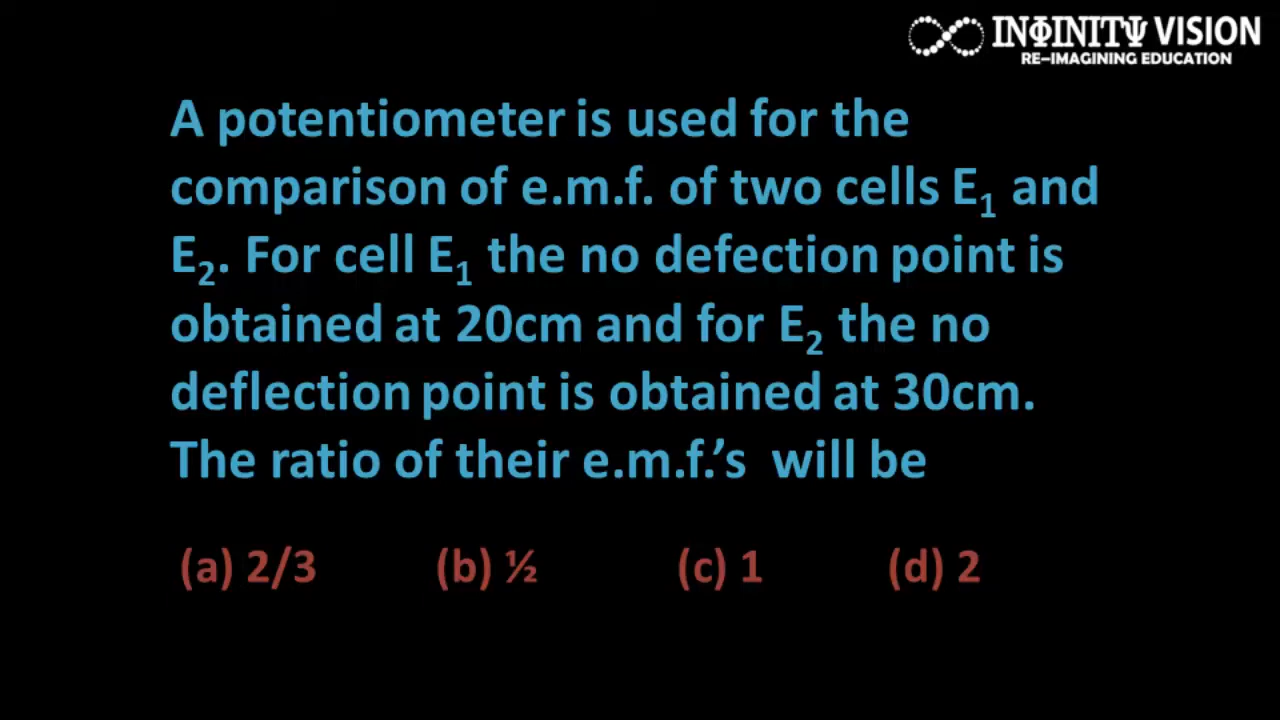 INFINITY VISION
RE-IMAGINING EDUCATION
A potentiometer is used for the
comparison of e.m.f. of two cells E₁ and
E₂. For cell E₁ the no defection point is
obtained at 20cm and for E₂ the no
deflection point is obtained at 30cm.
The ratio of their e.m.f.’s will be
(a) 2/3 (b) ½ (c) 1 (d) 2